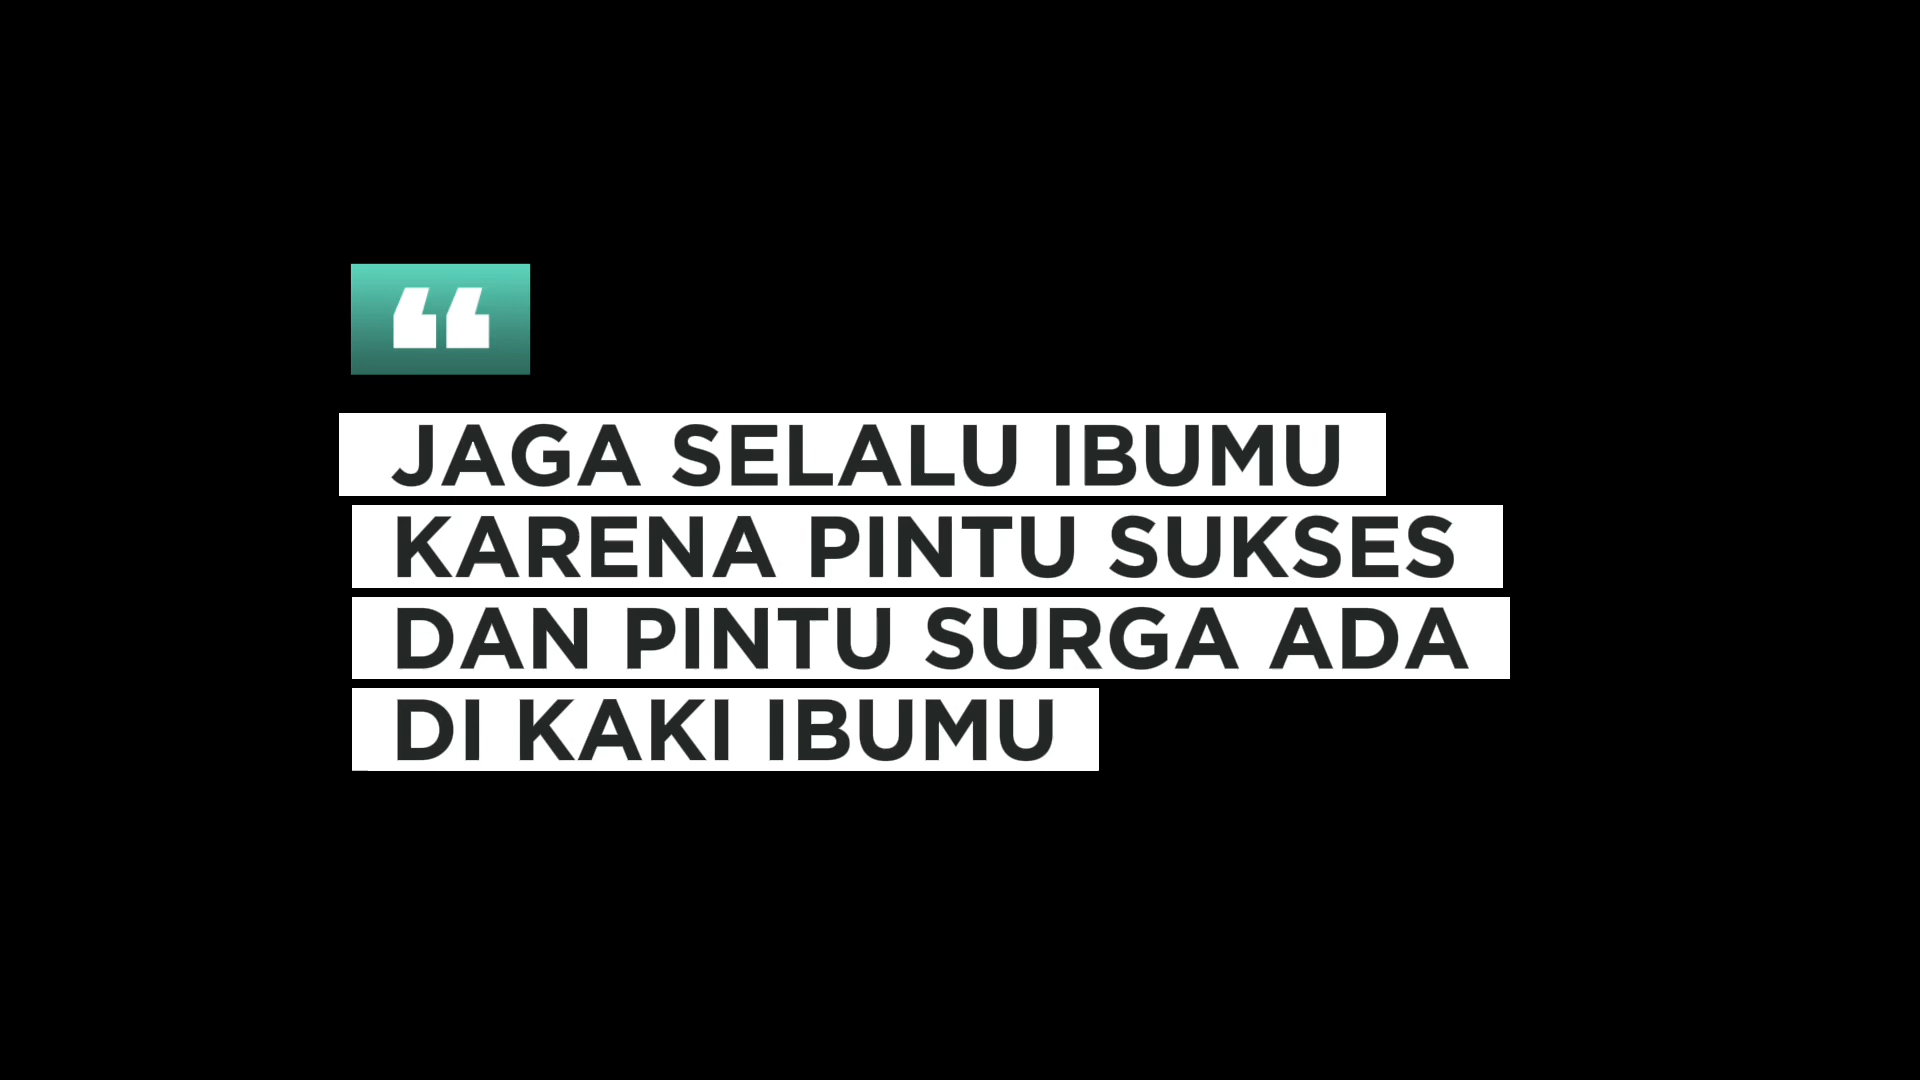 “
JAGA SELALU IBUMU
KARENA PINTU SUKSES
DAN PINTU SURGA ADA
DI KAKI IBUMU